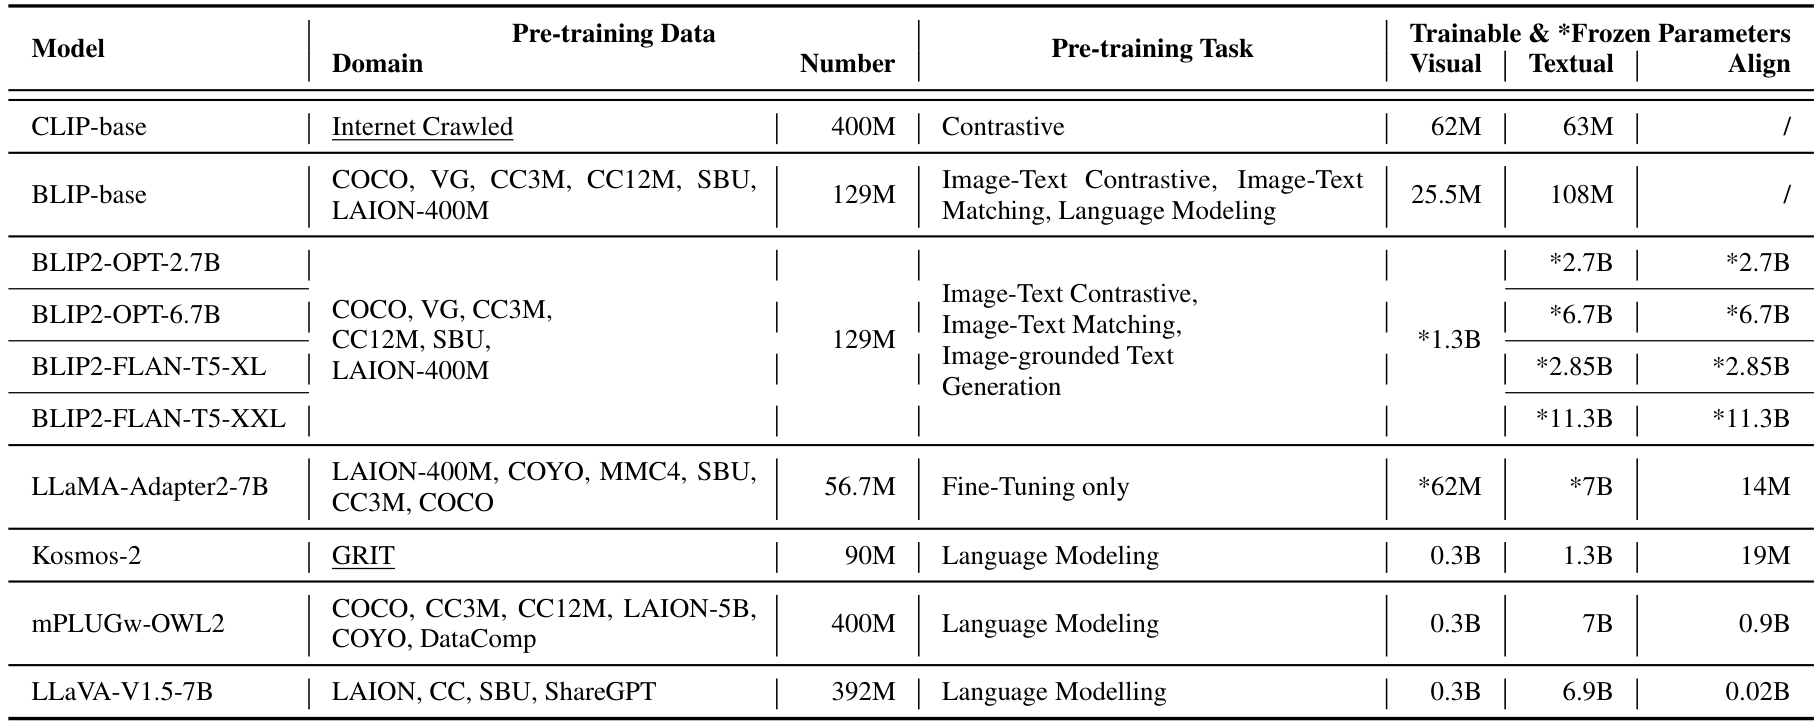 Model Pre-training Data Pre-training Task Trainable & *Frozen Parameters
Domain Number Visual Textual Align
CLIP-base Internet Crawled 400M Contrastive 62M 63M /
BLIP-base COCO, VG, CC3M, CC12M, SBU, LAION-400M 129M Image-Text Contrastive, Image-Text Matching, Language Modeling 25.5M 108M /
BLIP2-OPT-2.7B *2.7B *2.7B
BLIP2-OPT-6.7B *6.7B *6.7B
BLIP2-FLAN-T5-XL *2.85B *2.85B
BLIP2-FLAN-T5-XXL *11.3B *11.3B
COCO, VG, CC3M,
CC12M, SBU,
LAION-400M
129M
Image-Text Contrastive,
Image-Text Matching,
Image-grounded Text
Generation
*1.3B
LLaMA-Adapter2-7B LAION-400M, COYO, MMC4, SBU, CC3M, COCO 56.7M Fine-Tuning only *62M *7B 14M
Kosmos-2 GRIT 90M Language Modeling 0.3B 1.3B 19M
mPLUGw-OWL2 COCO, CC3M, CC12M, LAION-5B, COYO, DataComp 400M Language Modeling 0.3B 7B 0.9B
LLaVA-V1.5-7B LAION, CC, SBU, ShareGPT 392M Language Modelling 0.3B 6.9B 0.02B